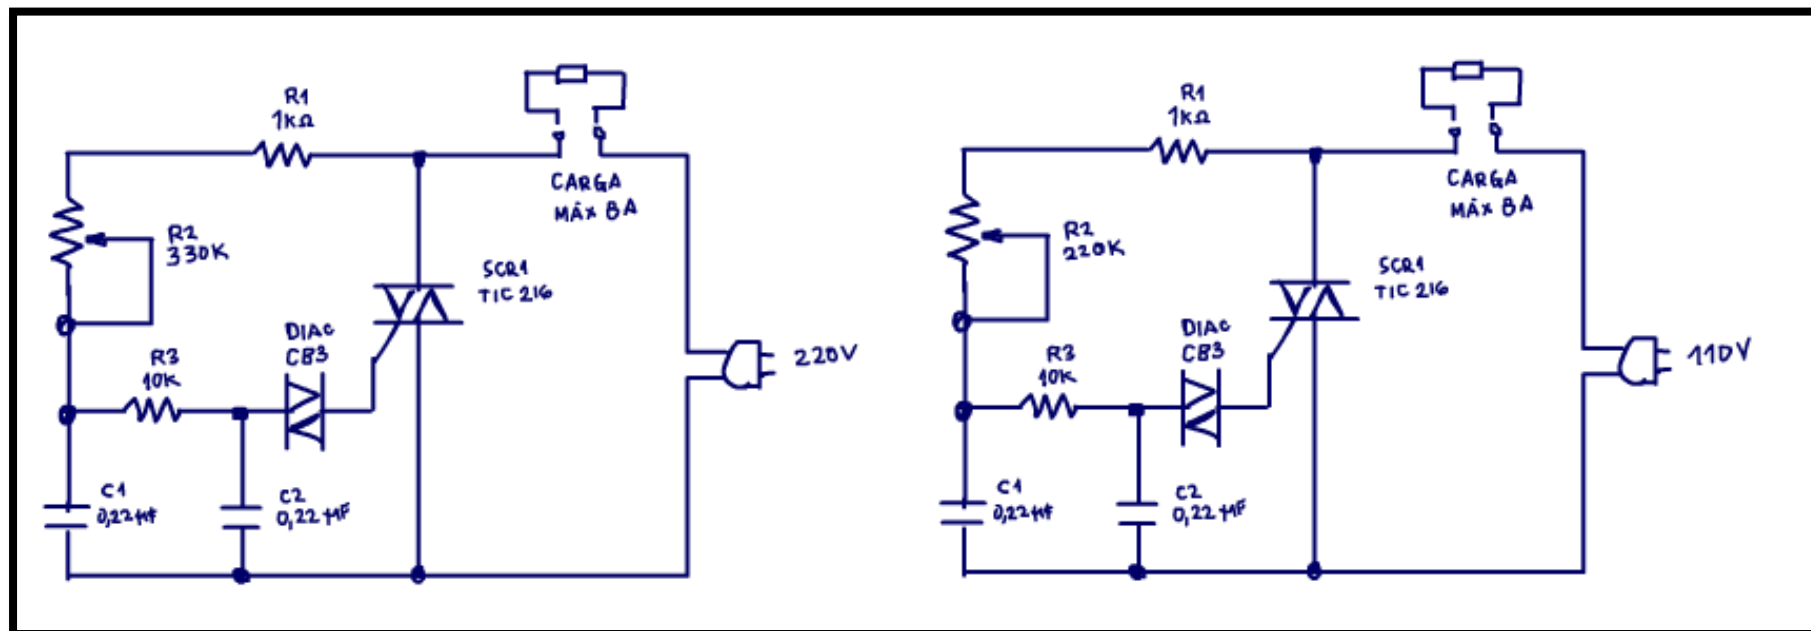 R1
1KΩ
CARGA
MÁX 8A
R2
330K
SCR1
TIC 216
DIAC
CB3
R3
10K
220V
C1
0,22µF
C2
0,22µF
R1
1KΩ
CARGA
MÁX 8A
R2
220K
SCR1
TIC 216
DIAC
CB3
R3
10K
110V
C1
0,22µF
C2
0,22µF